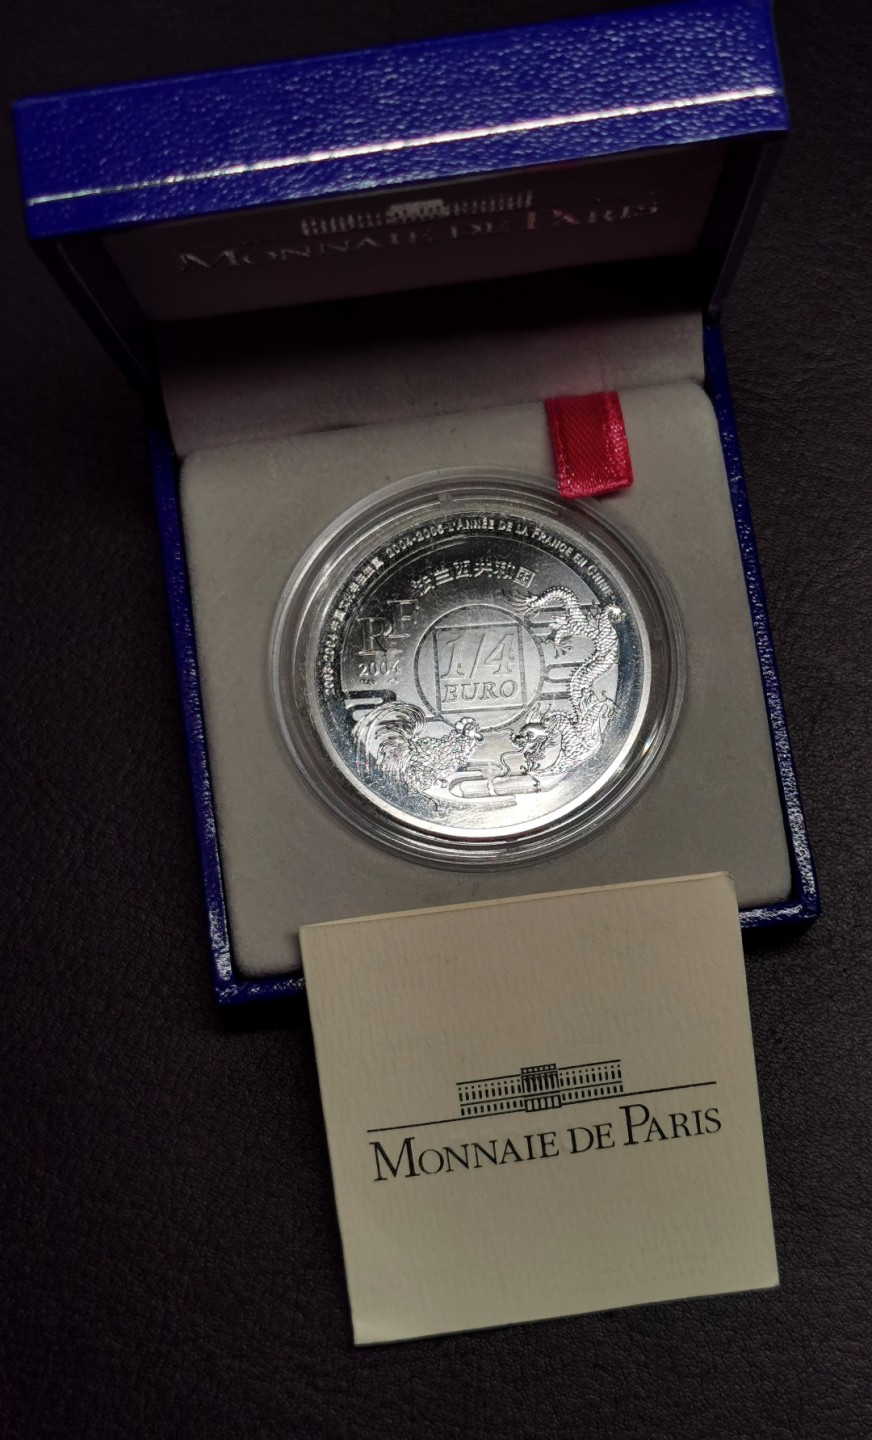 MONNAIE DE PARIS
2004-2005 L'ANNÉE DE LA FRANCE EN CHINE
法兰西共和国
RF
2004
1/4
EURO
MONNAIE DE PARIS